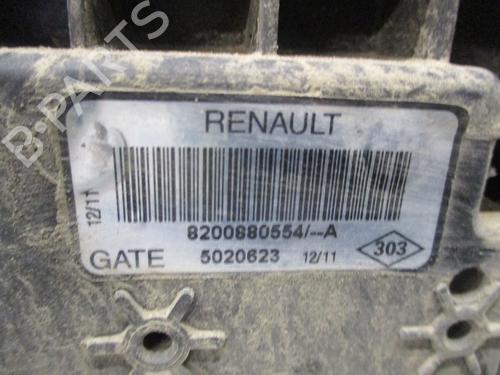 B-PARTS
RENAULT
12/11
8200880554/--A
GATE 5020623 12/11 303